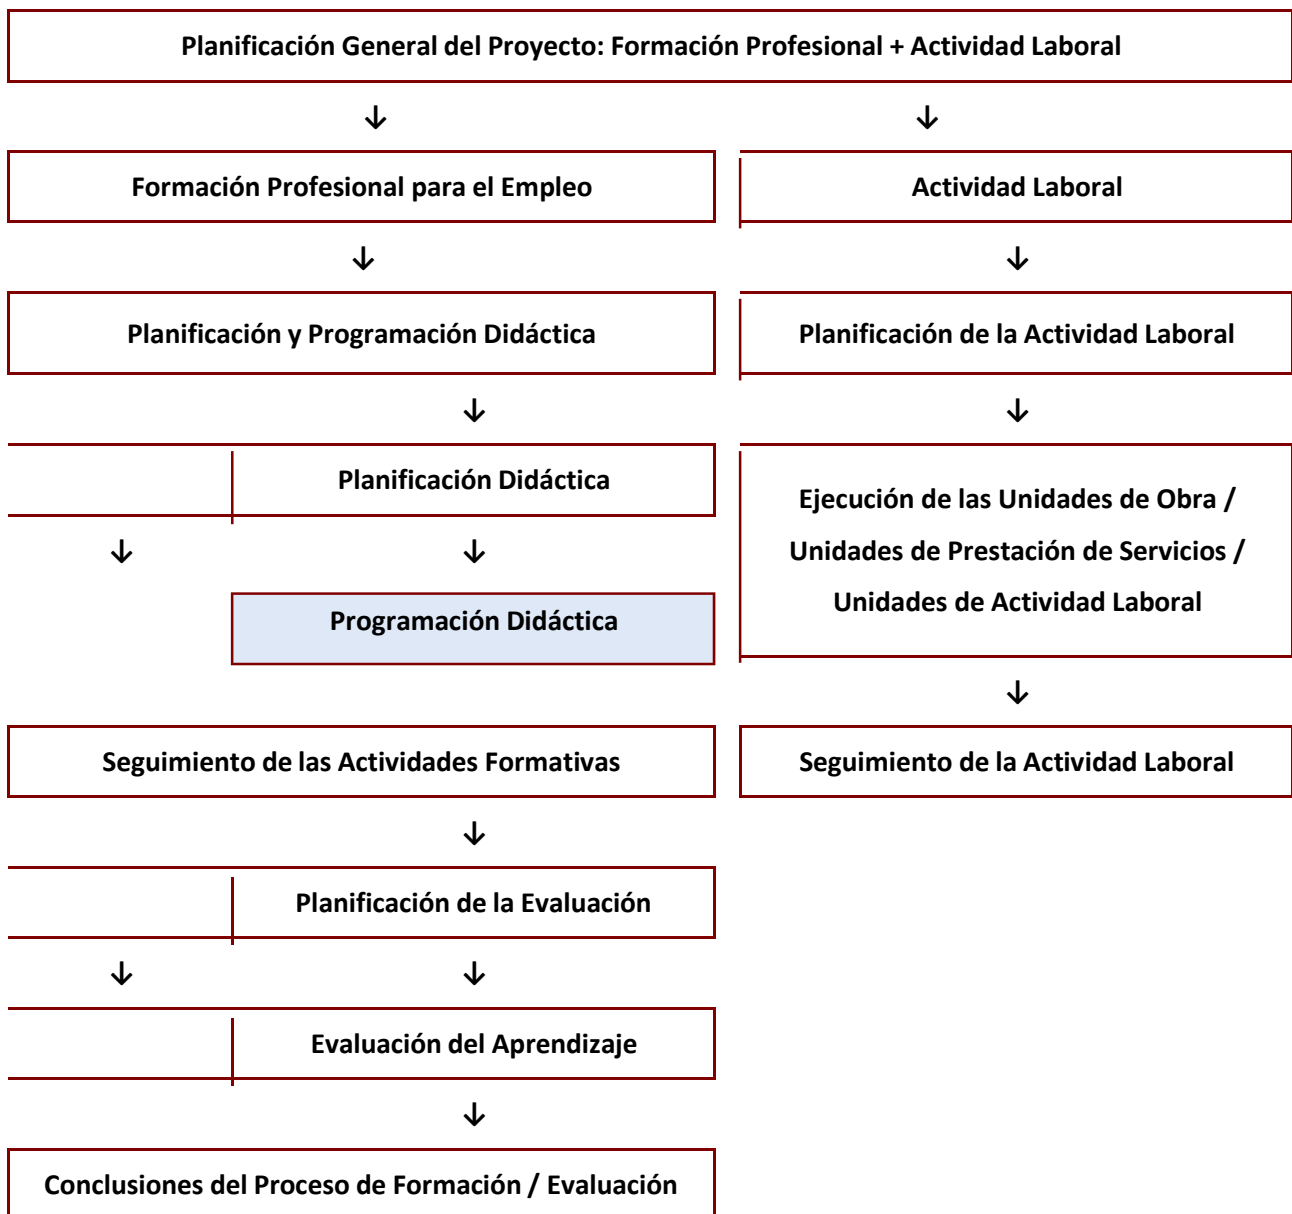 Planificación General del Proyecto: Formación Profesional + Actividad Laboral
Formación Profesional para el Empleo
Actividad Laboral
Planificación y Programación Didáctica
Planificación de la Actividad Laboral
Planificación Didáctica
Ejecución de las Unidades de Obra /
Unidades de Prestación de Servicios /
Unidades de Actividad Laboral
Programación Didáctica
Seguimiento de las Actividades Formativas
Seguimiento de la Actividad Laboral
Planificación de la Evaluación
Evaluación del Aprendizaje
Conclusiones del Proceso de Formación / Evaluación